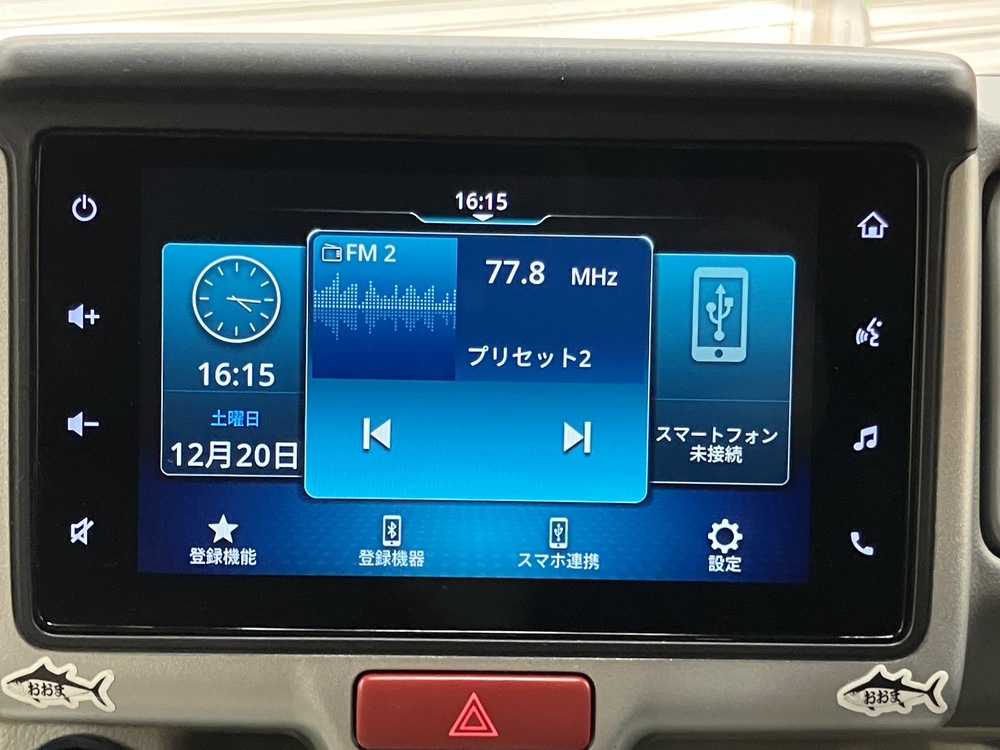 16:15
FM 2
77.8 MHz
プリセット2
16:15
土曜日
12月20日
スマートフォン
未接続
登録機能
登録機器
スマホ連携
設定
おおま
おおま